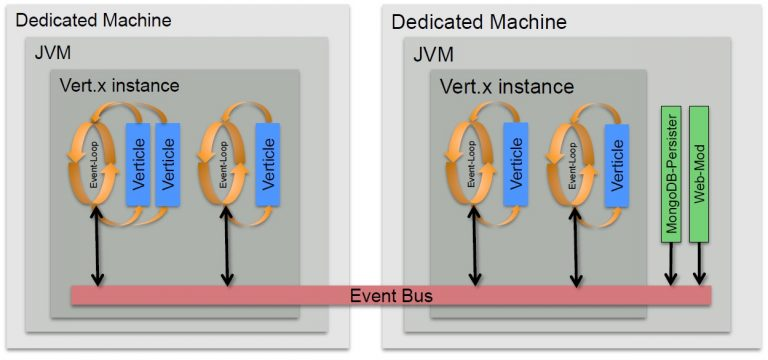 Dedicated Machine
JVM
Vert.x instance
Event-Loop
Verticle
Verticle
Event-Loop
Verticle
Dedicated Machine
JVM
Vert.x instance
Event-Loop
Verticle
Event-Loop
Verticle
MongoDB-Persister
Web-Mod
Event Bus